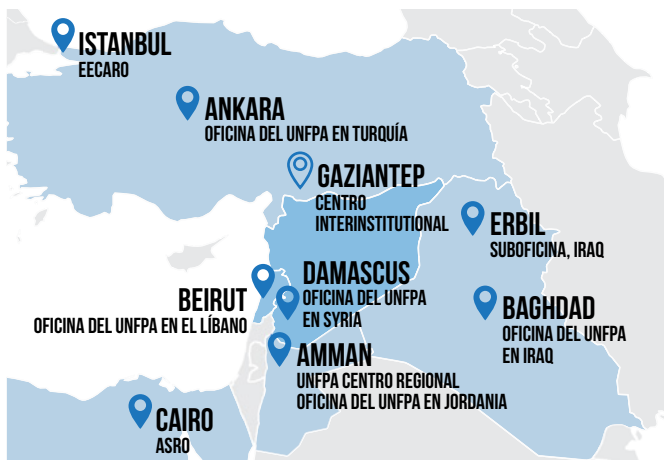 ISTANBUL
EECARO
ANKARA
OFICINA DEL UNFPA EN TURQUÍA
GAZIANTEP
CENTRO
INTERINSTITUTIONAL
ERBIL
SUBOFICINA, IRAQ
DAMASCUS
OFICINA DEL UNFPA
EN SYRIA
BEIRUT
OFICINA DEL UNFPA EN EL LÍBANO
BAGHDAD
OFICINA DEL UNFPA
EN IRAQ
AMMAN
UNFPA CENTRO REGIONAL
OFICINA DEL UNFPA EN JORDANIA
CAIRO
ASRO